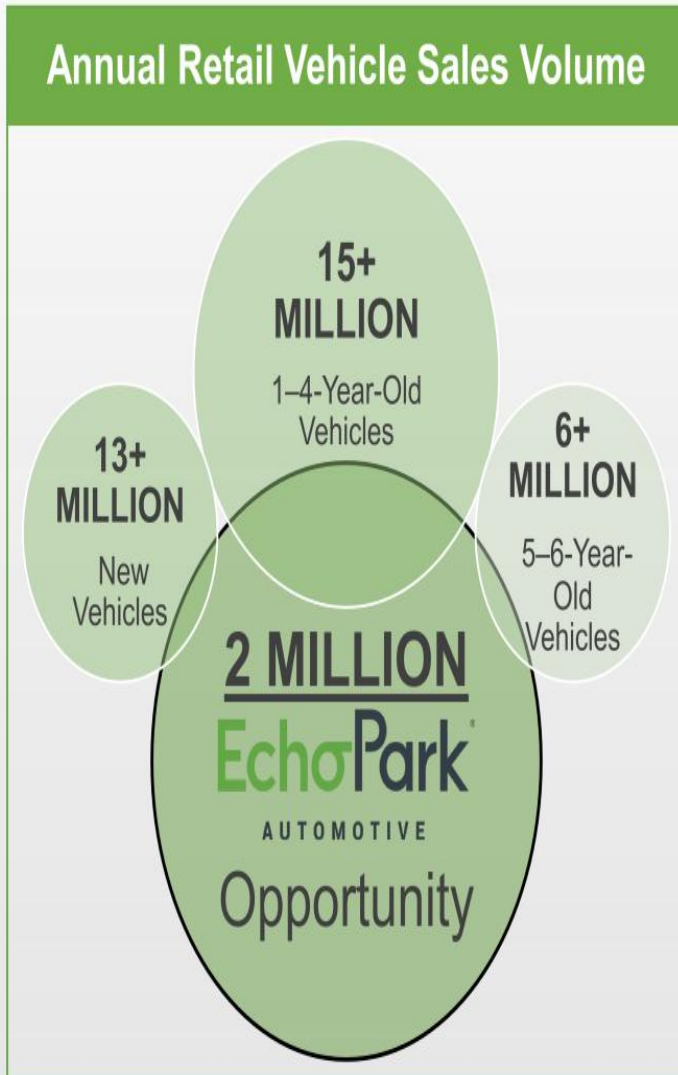 Annual Retail Vehicle Sales Volume
15+
MILLION
1–4-Year-Old
Vehicles
13+
MILLION
New
Vehicles
6+
MILLION
5–6-Year-
Old
Vehicles
2 MILLION
EchoPark
AUTOMOTIVE
Opportunity